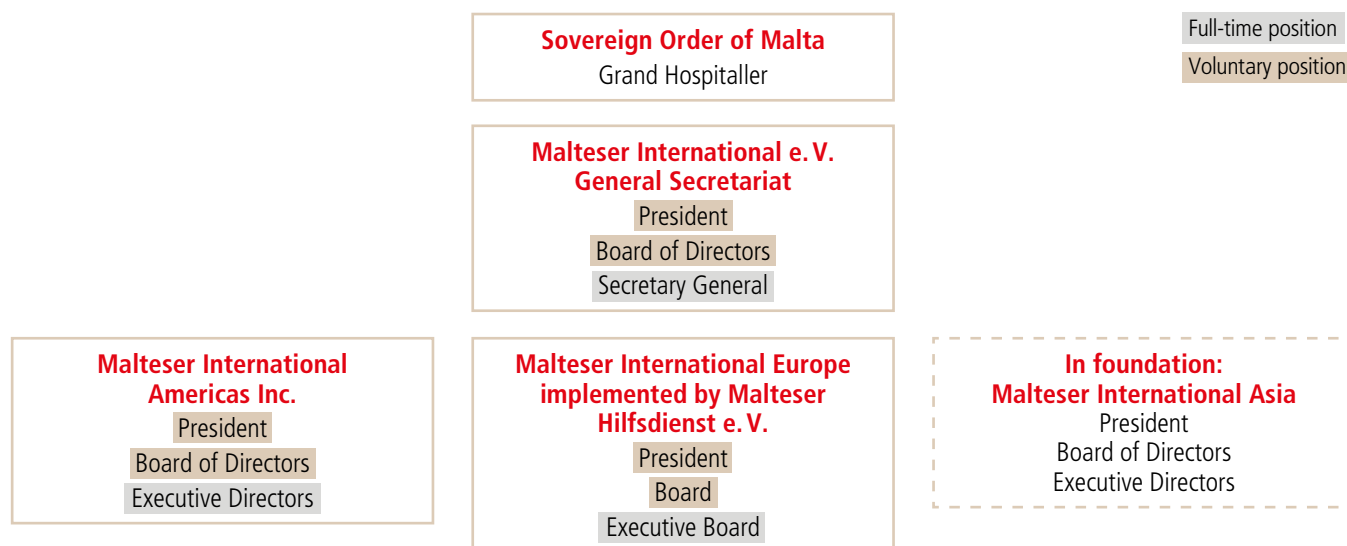 Sovereign Order of Malta
Grand Hospitaller
Full-time position
Voluntary position
Malteser International e. V.
General Secretariat
President
Board of Directors
Secretary General
Malteser International
Americas Inc.
President
Board of Directors
Executive Directors
Malteser International Europe
implemented by Malteser
Hilfsdienst e. V.
President
Board
Executive Board
In foundation:
Malteser International Asia
President
Board of Directors
Executive Directors